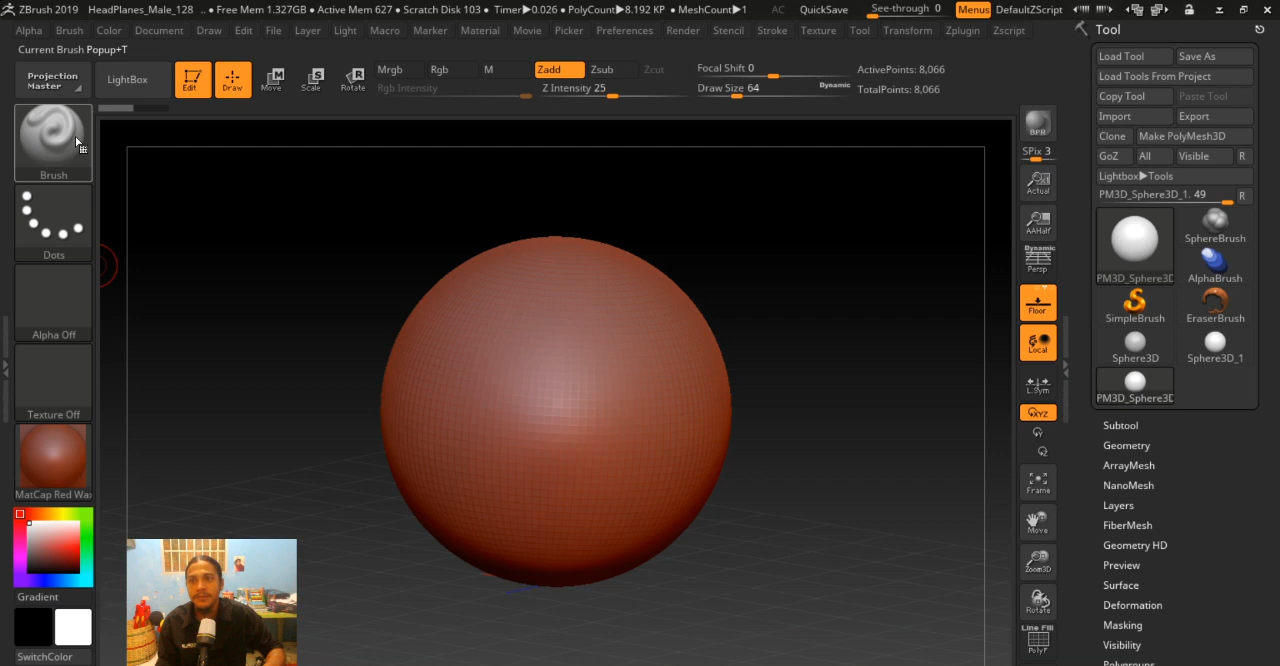 ZBrush 2019 HeadPlanes_Male_128 .. • Free Mem 1.327GB • Active Mem 627 • Scratch Disk 103 • Timer▶0.026 • PolyCount▶8.192 KP • MeshCount▶1 AC QuickSave See-through 0 Menus DefaultZScript
Alpha Brush Color Document Draw Edit File Layer Light Macro Marker Material Movie Picker Preferences Render Stencil Stroke Texture Tool Transform Zplugin Zscript
Current Brush Popup+T
Projection
Master
LightBox
Edit
Draw
Move
Scale
Rotate
Mrgb Rgb M
Rgb Intensity
Zadd Zsub Zcut
Z Intensity 25
Focal Shift 0
Draw Size 64
Dynamic
ActivePoints: 8,066
TotalPoints: 8,066
Brush
Dots
Alpha Off
Texture Off
MatCap Red Wax
Gradient
SwitchColor
BPR
SPix 3
Actual
AAHalf
Dynamic
Persp
Floor
Local
L.Sym
XYZ
Y
Z
Frame
Move
Zoom3D
Rotate
Line Fill
PolyF
Tool
Load Tool Save As
Load Tools From Project
Copy Tool Paste Tool
Import Export
Clone Make PolyMesh3D
GoZ All Visible R
Lightbox▶Tools
PM3D_Sphere3D_1. 49 R
PM3D_Sphere3D
SphereBrush
AlphaBrush
SimpleBrush
EraserBrush
Sphere3D
Sphere3D_1
PM3D_Sphere3D
Subtool
Geometry
ArrayMesh
NanoMesh
Layers
FiberMesh
Geometry HD
Preview
Surface
Deformation
Masking
Visibility
Polygroups